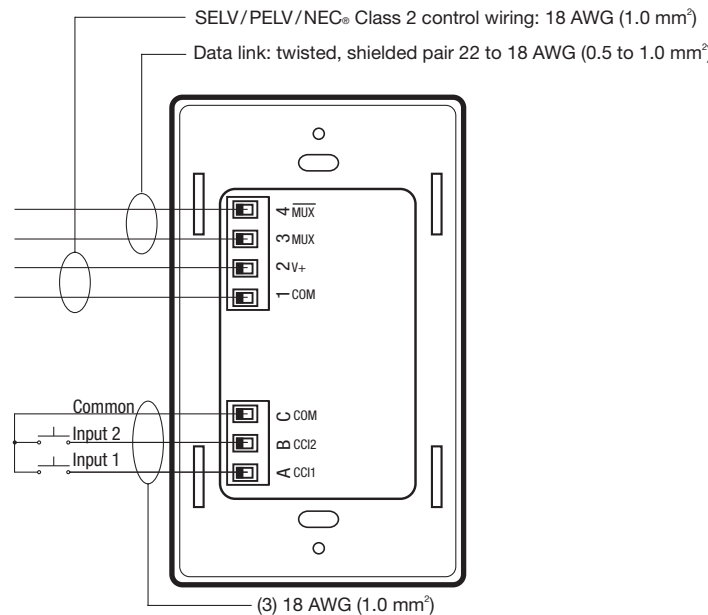 SELV/PELV/NEC® Class 2 control wiring: 18 AWG (1.0 mm²)
Data link: twisted, shielded pair 22 to 18 AWG (0.5 to 1.0 mm²)
4 M̅U̅X̅
3 MUX
2 V+
1 COM
Common
C COM
Input 2
B CCI2
Input 1
A CCI1
(3) 18 AWG (1.0 mm²)